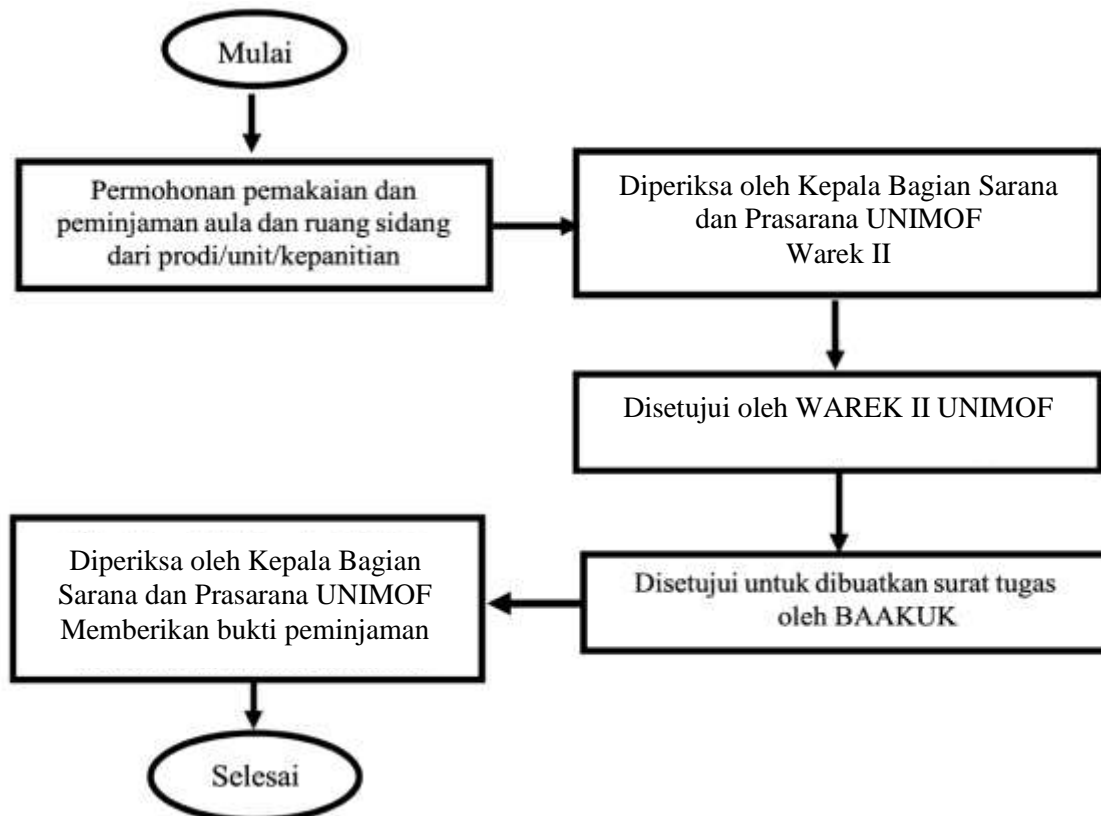 Mulai
Permohonan pemakaian dan
peminjaman aula dan ruang sidang
dari prodi/unit/kepanitian
Diperiksa oleh Kepala Bagian Sarana
dan Prasarana UNIMOF
Warek II
Disetujui oleh WAREK II UNIMOF
Disetujui untuk dibuatkan surat tugas
oleh BAAKUK
Diperiksa oleh Kepala Bagian
Sarana dan Prasarana UNIMOF
Memberikan bukti peminjaman
Selesai